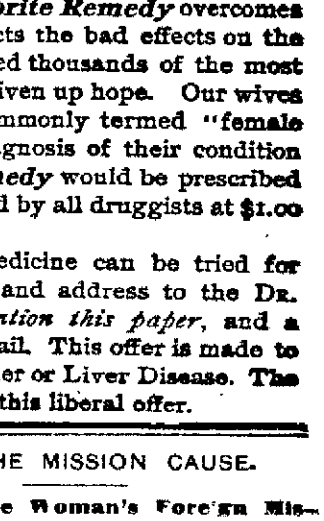 orite Remedy overcomes
cts the bad effects on the
ed thousands of the most
iven up hope. Our wives
mmonly termed "female
gnosis of their condition
nedy would be prescribed
d by all druggists at $1.00
edicine can be tried for
and address to the DR.
ntion this paper, and a
ail. This offer is made to
er or Liver Disease. The
this liberal offer.
HE MISSION CAUSE.
e Woman's Foreign Mis-